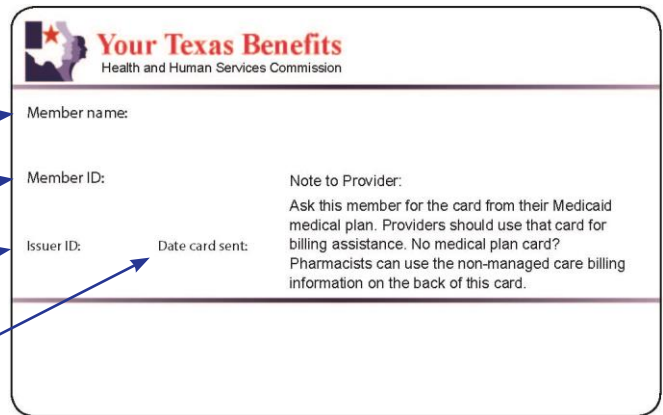 Your Texas Benefits
Health and Human Services Commission
Member name:
Member ID:
Note to Provider:
Ask this member for the card from their Medicaid
medical plan. Providers should use that card for
billing assistance. No medical plan card?
Pharmacists can use the non-managed care billing
information on the back of this card.
Issuer ID: Date card sent: